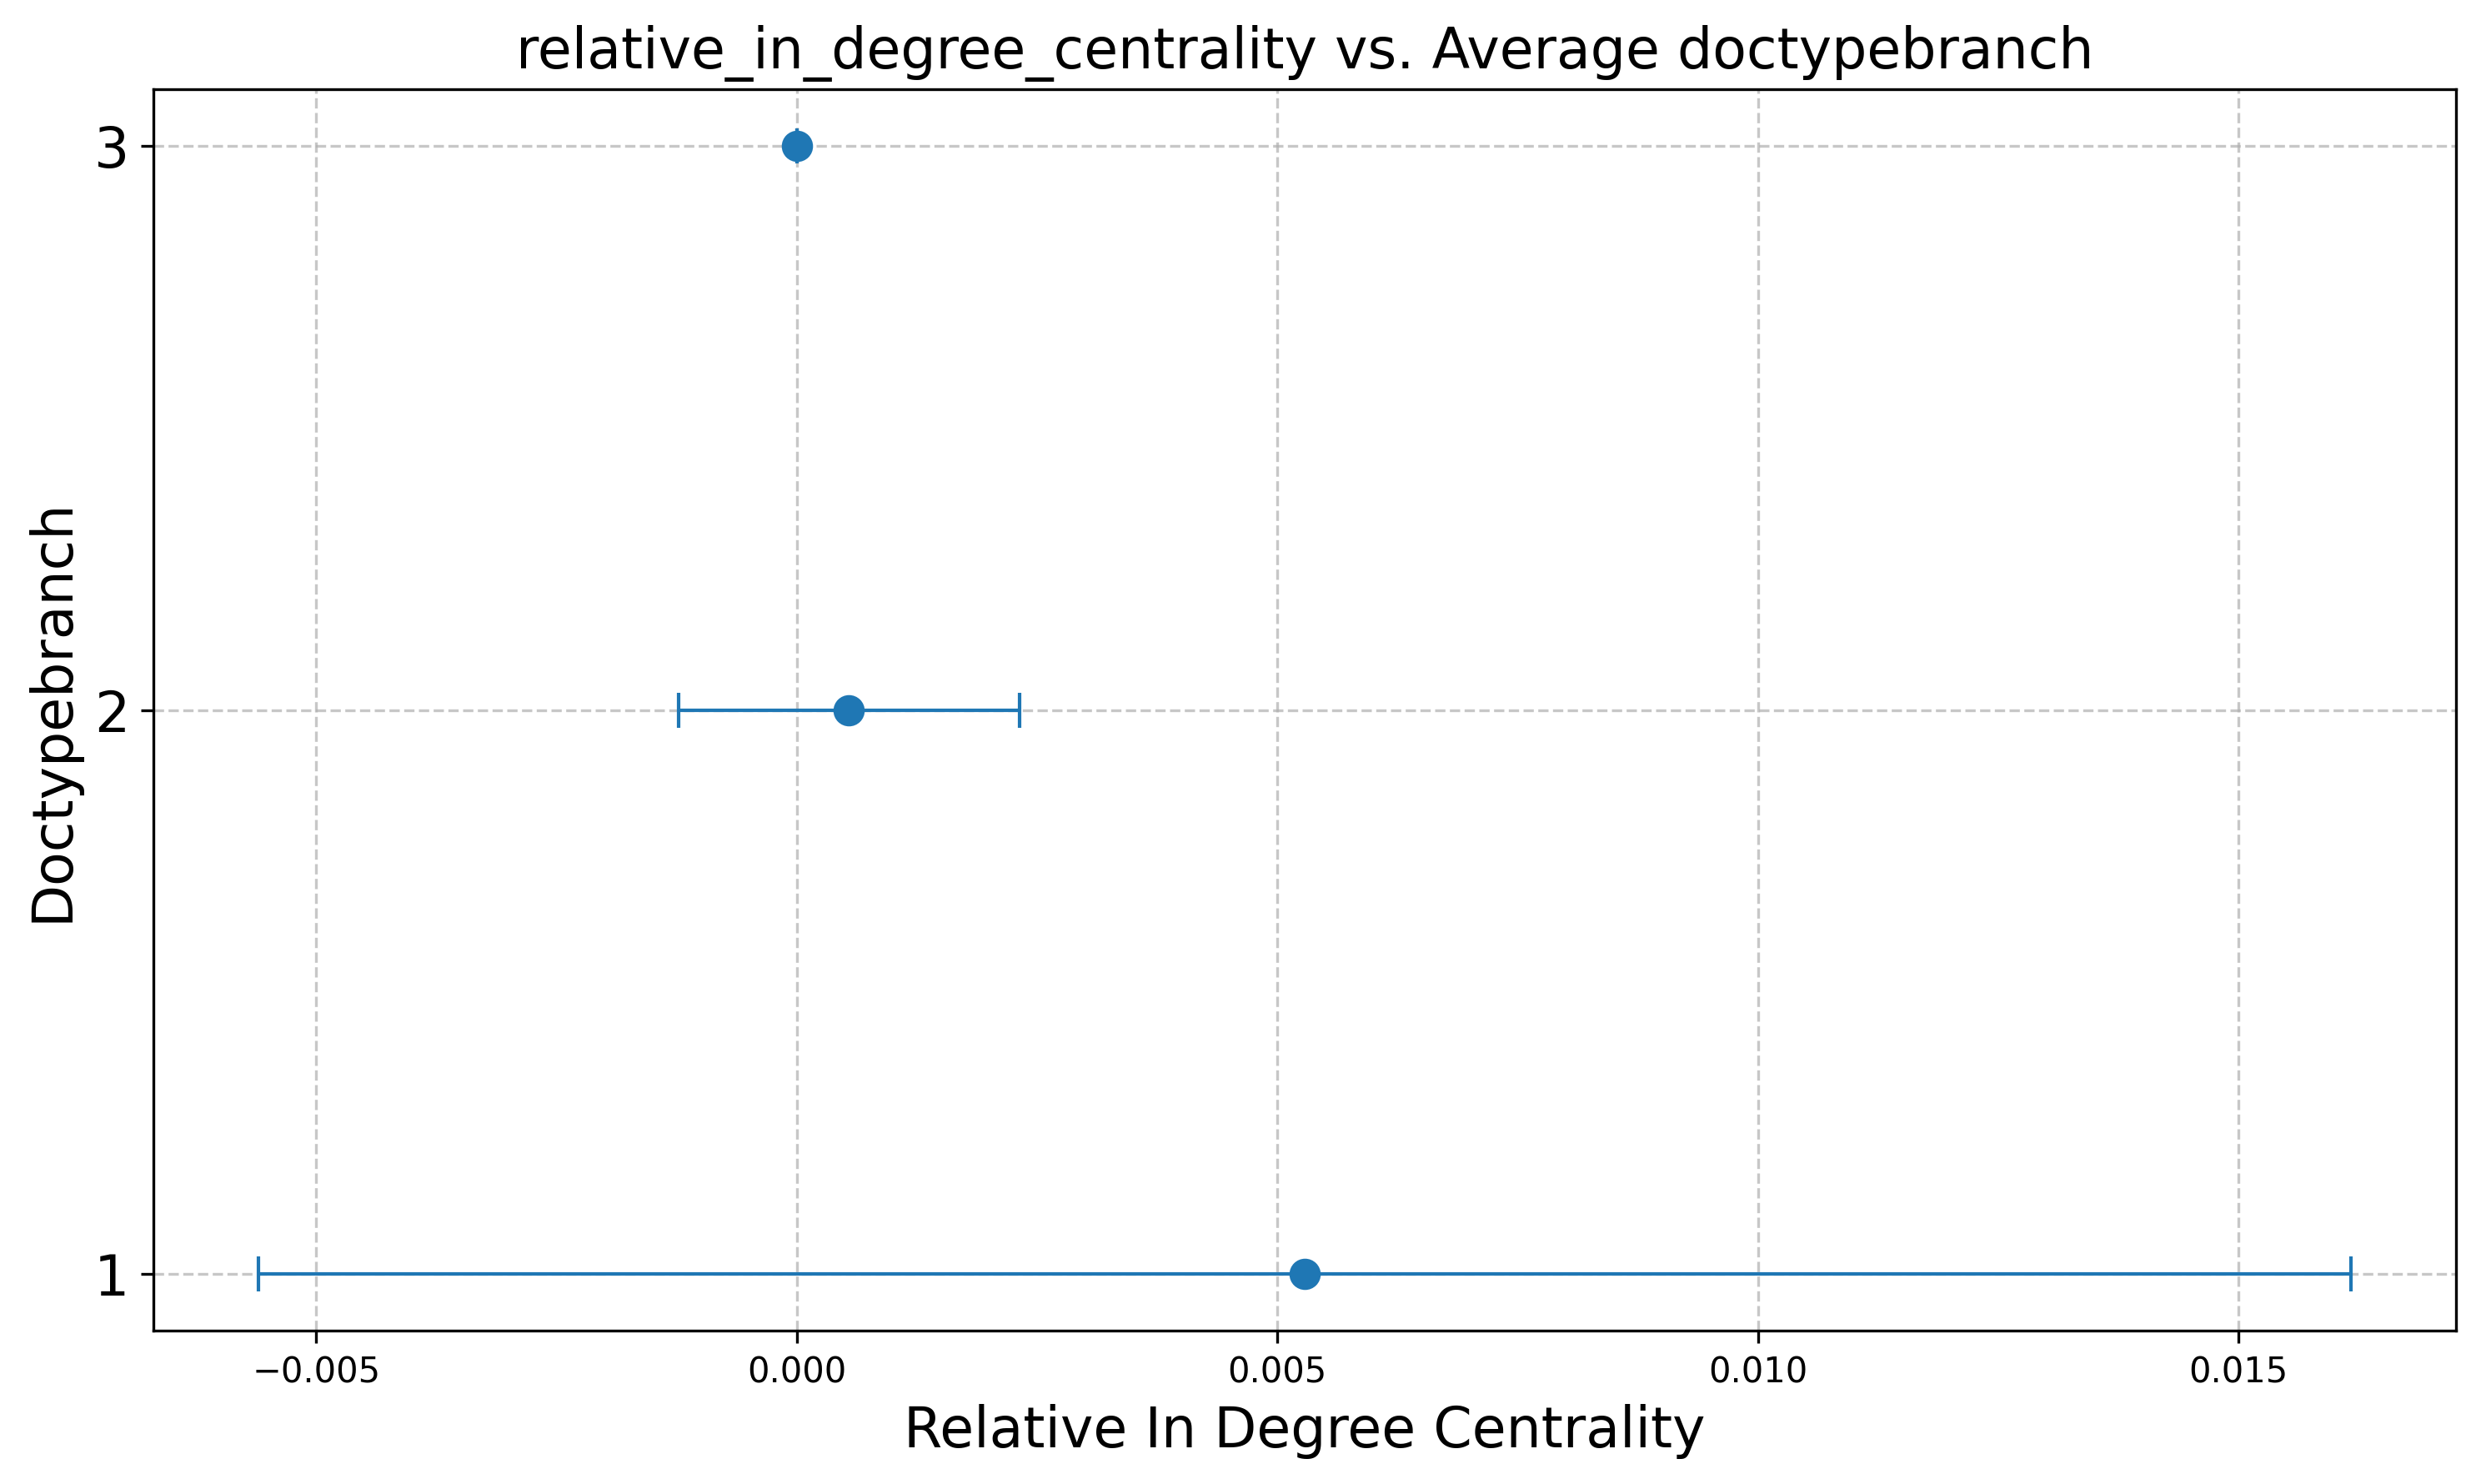 relative_in_degree_centrality vs. Average doctypebranch
3
2
1
Doctypebranch
−0.005
0.000
0.005
0.010
0.015
Relative In Degree Centrality